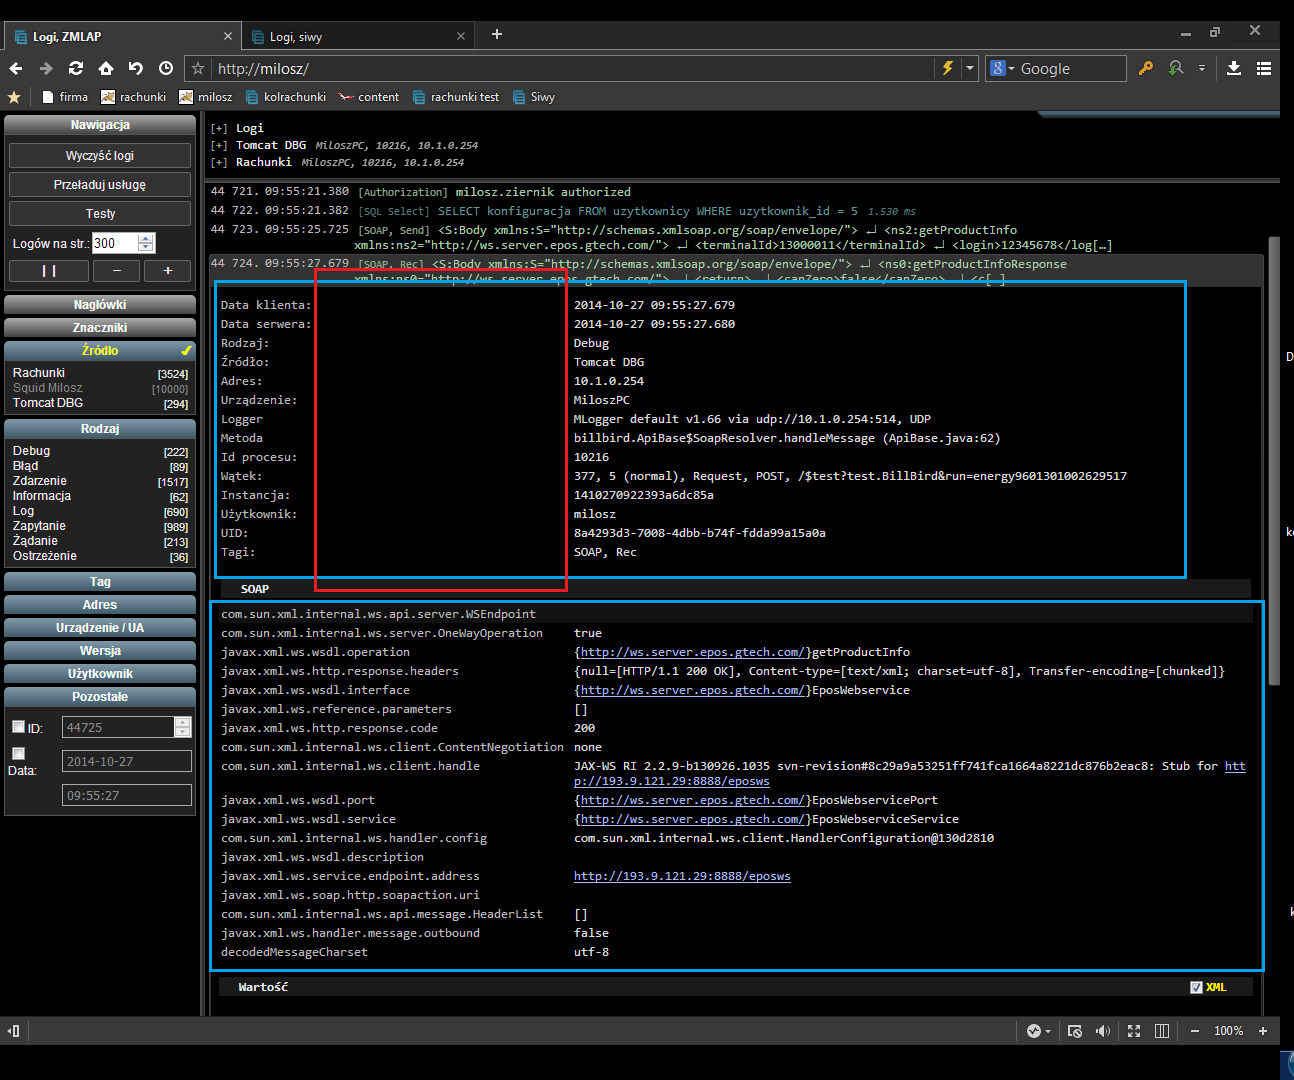 Logi, ZMLAP
Logi, siwy
http://milosz/
Google
firma rachunki milosz kolrachunki content rachunki test Siwy
Nawigacja
Wyczyść logi
Przeładuj usługę
Testy
Logów na str.: 300
| | − +
Nagłówki
Znaczniki
Źródło
Rachunki [3524]
Squid Milosz [10000]
Tomcat DBG [294]
Rodzaj
Debug [222]
Błąd [89]
Zdarzenie [1517]
Informacja [62]
Log [690]
Zapytanie [989]
Żądanie [213]
Ostrzeżenie [36]
Tag
Adres
Urządzenie / UA
Wersja
Użytkownik
Pozostałe
ID: 44725
Data: 2014-10-27
09:55:27
[+] Logi
[+] Tomcat DBG MiloszPC, 10216, 10.1.0.254
[+] Rachunki MiloszPC, 10216, 10.1.0.254
44 721. 09:55:21.380 [Authorization] milosz.ziernik authorized
44 722. 09:55:21.382 [SQL Select] SELECT konfiguracja FROM uzytkownicy WHERE uzytkownik_id = 5 1.530 ms
44 723. 09:55:25.725 [SOAP, Send] <S:Body xmlns:S="http://schemas.xmlsoap.org/soap/envelope/"> ↵ <ns2:getProductInfo
xmlns:ns2="http://ws.server.epos.gtech.com/"> ↵ <terminalId>13000011</terminalId> ↵ <login>12345678</log[…]
44 724. 09:55:27.679 [SOAP, Rec] <S:Body xmlns:S="http://schemas.xmlsoap.org/soap/envelope/"> ↵ <ns0:getProductInfoResponse
xmlns:ns0="http://ws.server.epos.gtech.com/"> ↵ <return> ↵ <canZero>false</canZero> ↵ <c[…]
Data klienta: 2014-10-27 09:55:27.679
Data serwera: 2014-10-27 09:55:27.680
Rodzaj: Debug
Źródło: Tomcat DBG
Adres: 10.1.0.254
Urządzenie: MiloszPC
Logger MLogger default v1.66 via udp://10.1.0.254:514, UDP
Metoda billbird.ApiBase$SoapResolver.handleMessage (ApiBase.java:62)
Id procesu: 10216
Wątek: 377, 5 (normal), Request, POST, /$test?test.BillBird&run=energy9601301002629517
Instancja: 1410270922393a6dc85a
Użytkownik: milosz
UID: 8a4293d3-7008-4dbb-b74f-fdda99a15a0a
Tagi: SOAP, Rec
SOAP
com.sun.xml.internal.ws.api.server.WSEndpoint
com.sun.xml.internal.ws.server.OneWayOperation true
javax.xml.ws.wsdl.operation {http://ws.server.epos.gtech.com/}getProductInfo
javax.xml.ws.http.response.headers {null=[HTTP/1.1 200 OK], Content-type=[text/xml; charset=utf-8], Transfer-encoding=[chunked]}
javax.xml.ws.wsdl.interface {http://ws.server.epos.gtech.com/}EposWebservice
javax.xml.ws.reference.parameters []
javax.xml.ws.http.response.code 200
com.sun.xml.internal.ws.client.ContentNegotiation none
com.sun.xml.internal.ws.client.handle JAX-WS RI 2.2.9-b130926.1035 svn-revision#8c29a9a53251ff741fca1664a8221dc876b2eac8: Stub for htt
p://193.9.121.29:8888/eposws
javax.xml.ws.wsdl.port {http://ws.server.epos.gtech.com/}EposWebservicePort
javax.xml.ws.wsdl.service {http://ws.server.epos.gtech.com/}EposWebserviceService
com.sun.xml.internal.ws.handler.config com.sun.xml.internal.ws.client.HandlerConfiguration@130d2810
javax.xml.ws.wsdl.description
javax.xml.ws.service.endpoint.address http://193.9.121.29:8888/eposws
javax.xml.ws.soap.http.soapaction.uri
com.sun.xml.internal.ws.api.message.HeaderList []
javax.xml.ws.handler.message.outbound false
decodedMessageCharset utf-8
Wartość XML
100%